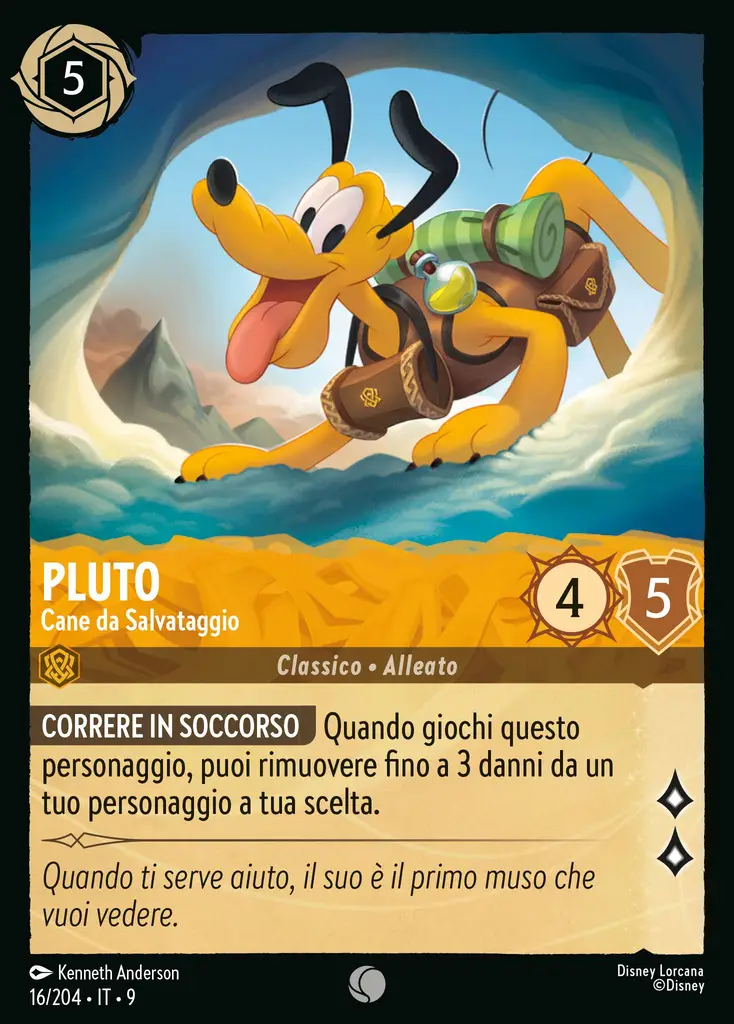 5
PLUTO
Cane da Salvataggio
4
5
Classico • Alleato
CORRERE IN SOCCORSO Quando giochi questo
personaggio, puoi rimuovere fino a 3 danni da un
tuo personaggio a tua scelta.
Quando ti serve aiuto, il suo è il primo muso che
vuoi vedere.
Kenneth Anderson
16/204 • IT • 9
Disney Lorcana
©Disney